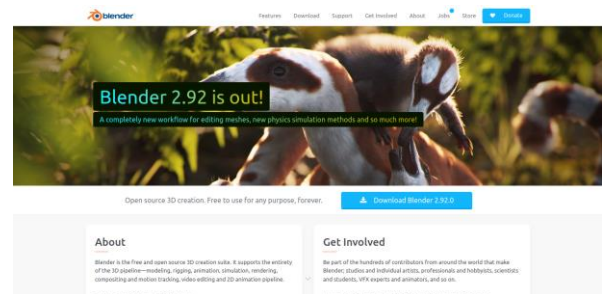 blender
Features Download Support Get Involved About Jobs Store Donate
Blender 2.92 is out!
A completely new workflow for editing meshes, new physics simulation methods and so much more!
Open source 3D creation. Free to use for any purpose, forever.
Download Blender 2.92.0
About
Blender is the free and open source 3D creation suite. It supports the entirety
of the 3D pipeline—modeling, rigging, animation, simulation, rendering,
compositing and motion tracking, video editing and 2D animation pipeline.
Get Involved
Be part of the hundreds of contributors from around the world that make
Blender; studios and individual artists, professionals and hobbyists, scientists
and students, VFX experts and animators, and so on.